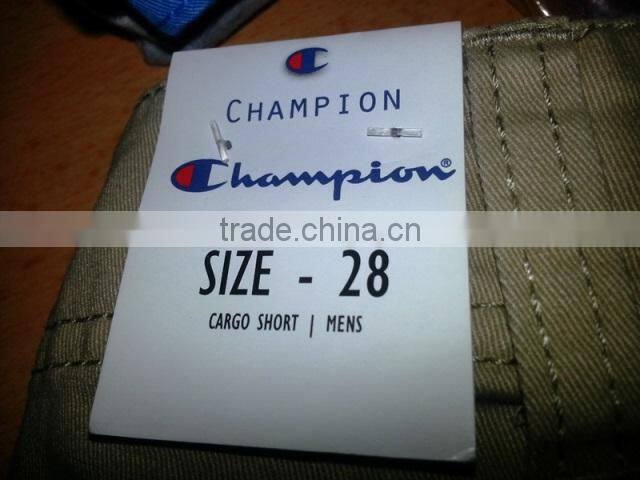 CHAMPION
Champion®
trade.china.cn
SIZE - 28
CARGO SHORT | MENS